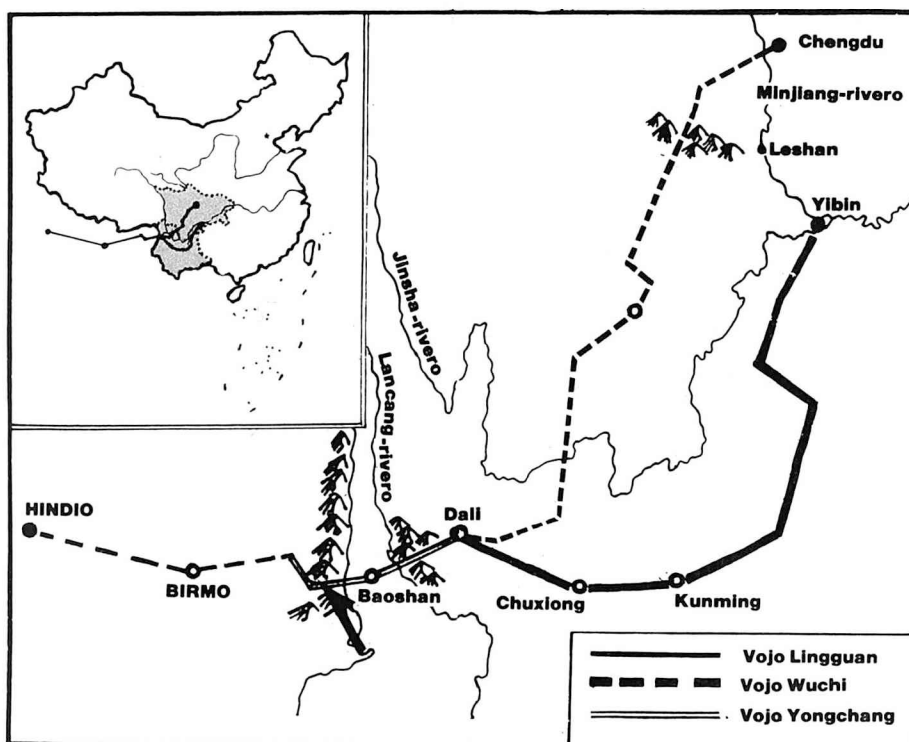 Chengdu
Minjiang-rivero
Leshan
Yibin
Jinsha-rivero
Lancang-rivero
HINDIO
Dali
BIRMO
Baoshan
Chuxiong
Kunming
Vojo Lingguan
Vojo Wuchi
Vojo Yongchang